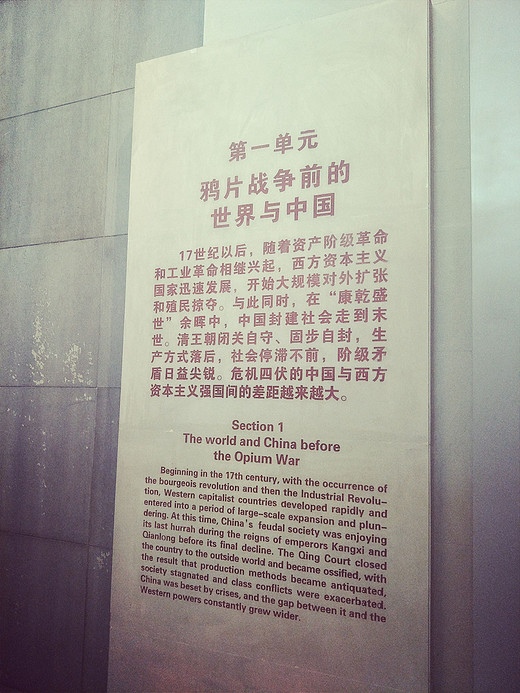 第一单元
鸦片战争前的
世界与中国
17世纪以后，随着资产阶级革命
和工业革命相继兴起，西方资本主义
国家迅速发展，开始大规模对外扩张
和殖民掠夺。与此同时，在“康乾盛
世”余晖中，中国封建社会走到末
世。清王朝闭关自守、固步自封，生
产方式落后，社会停滞不前，阶级矛
盾日益尖锐。危机四伏的中国与西方
资本主义强国间的差距越来越大。
Section 1
The world and China before
the Opium War
Beginning in the 17th century, with the occurrence of
the bourgeois revolution and then the Industrial Revolu-
tion, Western capitalist countries developed rapidly and
entered into a period of large-scale expansion and plun-
dering. At this time, China's feudal society was enjoying
its last hurrah during the reigns of emperors Kangxi and
Qianlong before its final decline. The Qing Court closed
the country to the outside world and became ossified, with
the result that production methods became antiquated,
society stagnated and class conflicts were exacerbated.
China was beset by crises, and the gap between it and the
Western powers constantly grew wider.